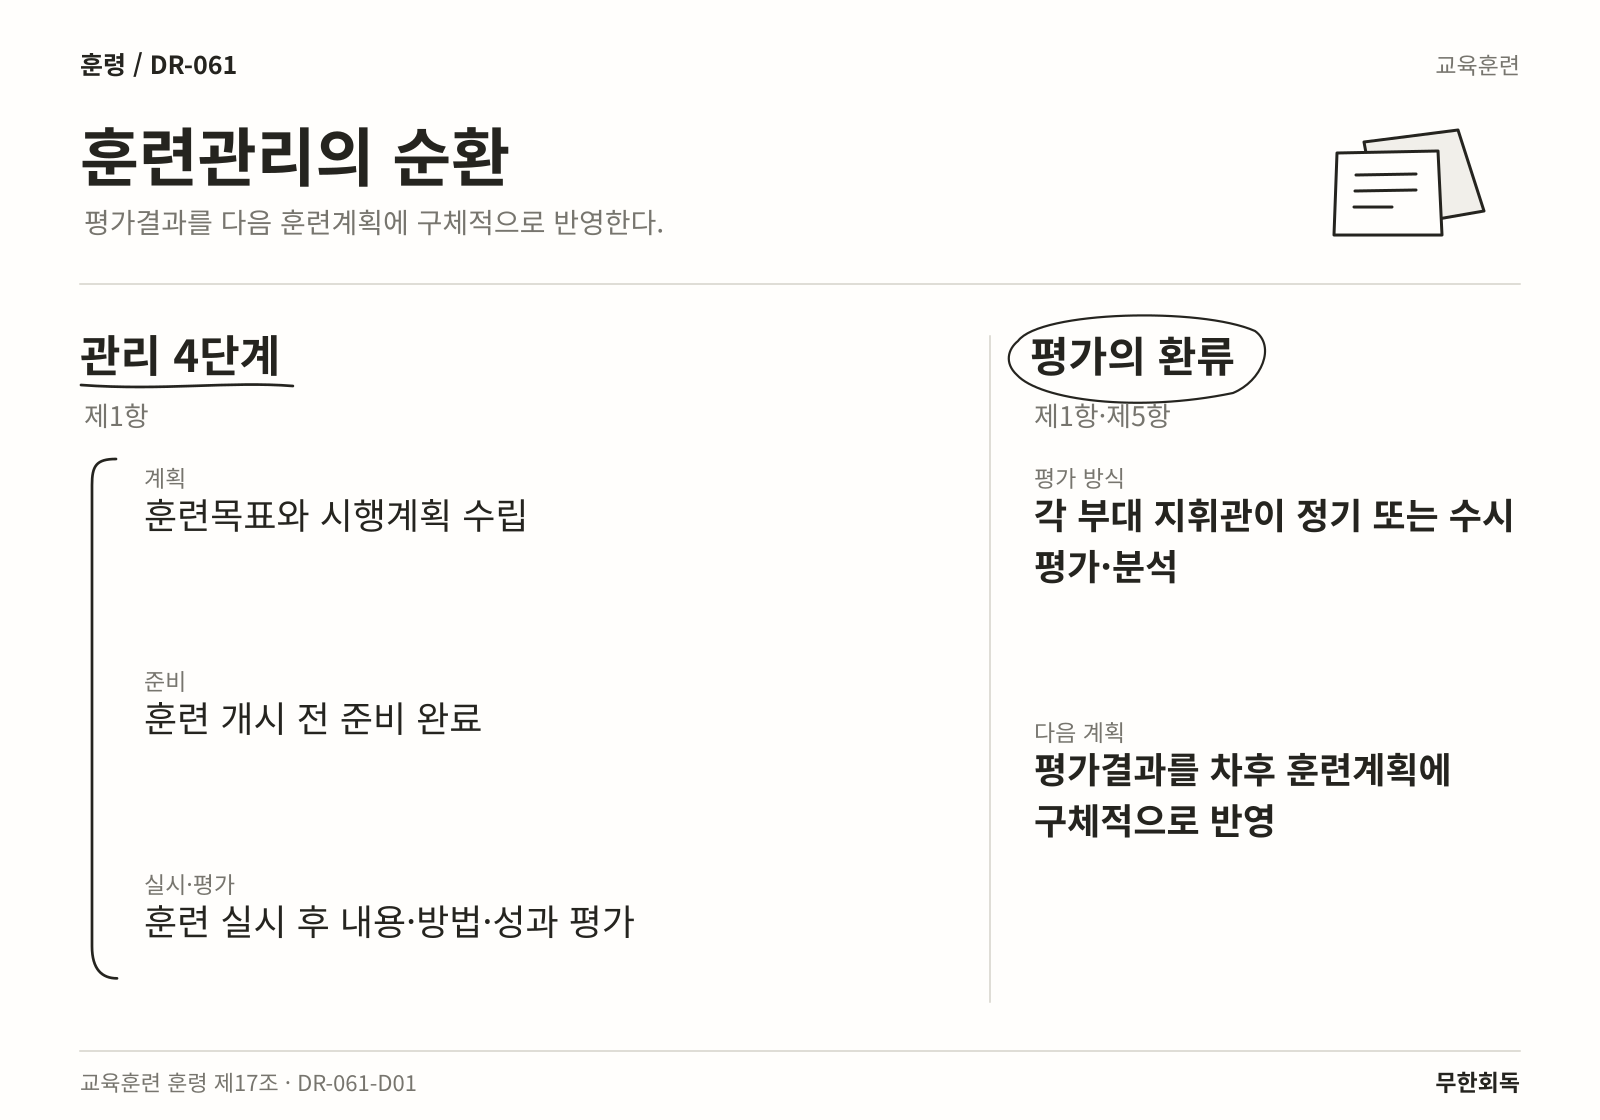 훈령 / DR-061
교육훈련
훈련관리의 순환
평가결과를 다음 훈련계획에 구체적으로 반영한다.
관리 4단계
제1항
계획
훈련목표와 시행계획 수립
준비
훈련 개시 전 준비 완료
실시·평가
훈련 실시 후 내용·방법·성과 평가
평가의 환류
제1항·제5항
평가 방식
각 부대 지휘관이 정기 또는 수시
평가·분석
다음 계획
평가결과를 차후 훈련계획에
구체적으로 반영
교육훈련 훈령 제17조 · DR-061-D01
무한회독